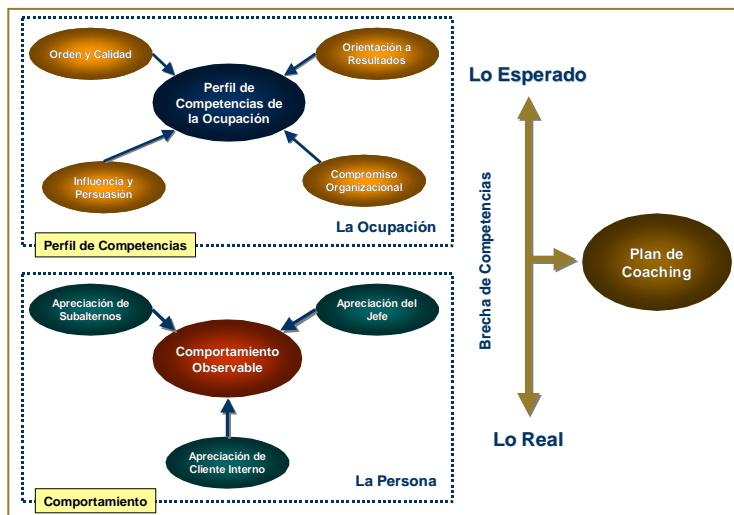 Orden y Calidad
Orientación a
Resultados
Perfil de
Competencias de
la Ocupación
Influencia y
Persuasión
Compromiso
Organizacional
La Ocupación
Perfil de Competencias
Apreciación de
Subalternos
Apreciación del
Jefe
Comportamiento
Observable
Apreciación de
Cliente Interno
La Persona
Comportamiento
Lo Esperado
Brecha de Competencias
Plan de
Coaching
Lo Real